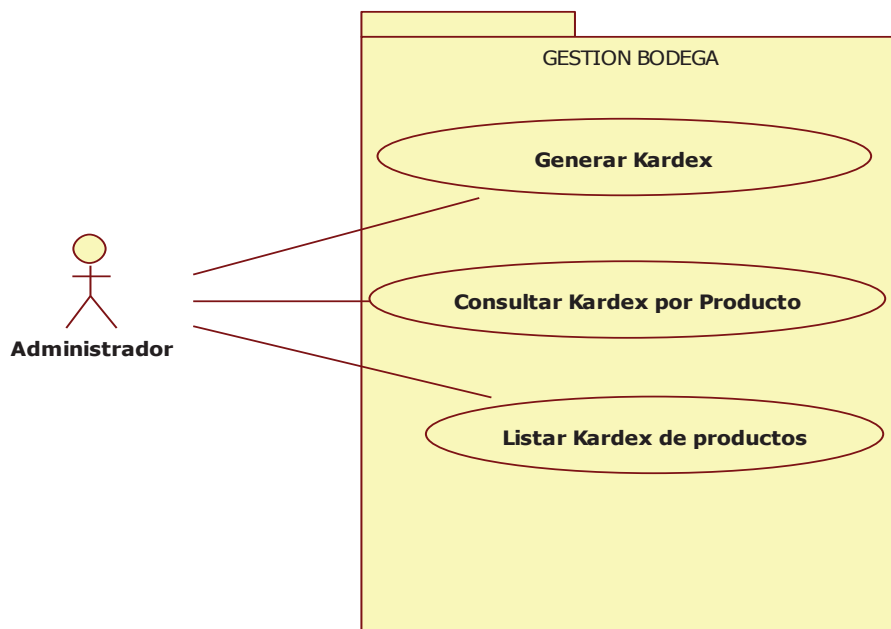 GESTION BODEGA
Generar Kardex
Consultar Kardex por Producto
Administrador
Listar Kardex de productos